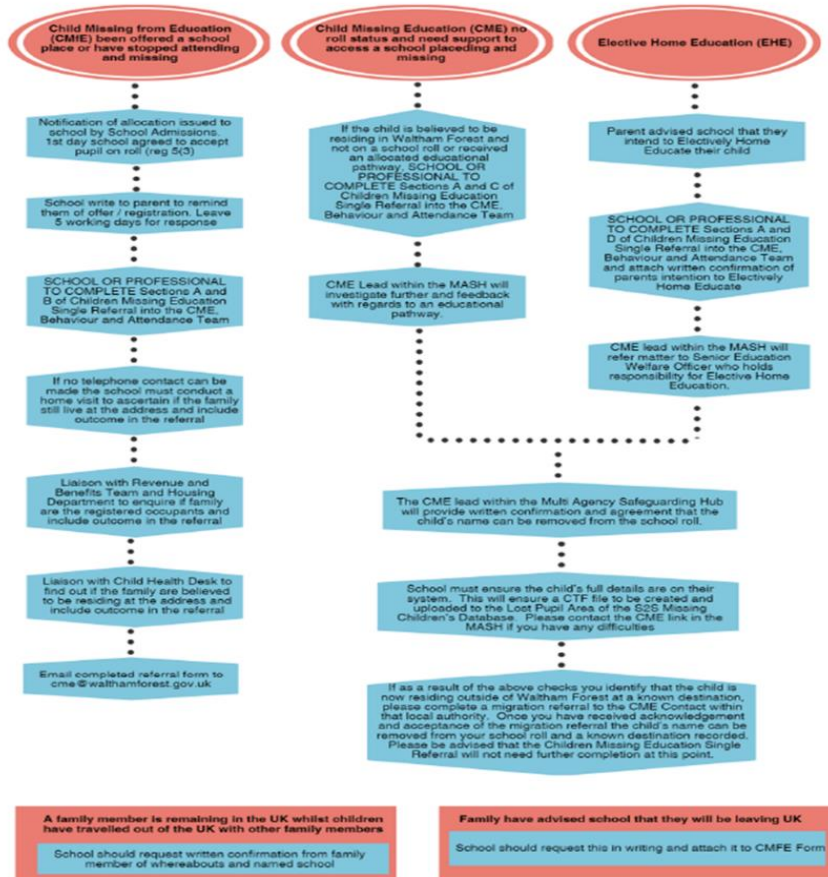 Child Missing from Education
(CMfE) been offered a school
place or have stopped attending
and missing
Notification of allocation issued to
school by School Admissions.
1st day school agreed to accept
pupil on roll (reg 5(3)
School write to parent to remind
them of offer / registration. Leave
5 working days for response
SCHOOL OR PROFESSIONAL
TO COMPLETE Sections A and
B of Children Missing Education
Single Referral into the CME,
Behaviour and Attendance Team
If no telephone contact can be
made the school must conduct a
home visit to ascertain if the family
still live at the address and include
outcome in the referral
Liaison with Revenue and
Benefits Team and Housing
Department to enquire if family
are the registered occupants and
include outcome in the referral
Liaison with Child Health Desk to
find out if the family are believed
to be residing at the address and
include outcome in the referral
Email completed referral form to
cme@walthamforest.gov.uk
Child Missing Education (CME) no
roll status and need support to
access a school placeding and
missing
If the child is believed to be
residing in Waltham Forest and
not on a school roll or received
an allocated educational
pathway. SCHOOL OR
PROFESSIONAL TO
COMPLETE Sections A and C of
Children Missing Education
Single Referral into the CME,
Behaviour and Attendance Team
CME Lead within the MASH will
investigate further and feedback
with regards to an educational
pathway.
Elective Home Education (EHE)
Parent advised school that they
intend to Electively Home
Educate their child
SCHOOL OR PROFESSIONAL
TO COMPLETE Sections A and
D of Children Missing Education
Single Referral into the CME,
Behaviour and Attendance Team
and attach written confirmation of
parents intention to Electively
Home Educate
CME lead within the MASH will
refer matter to Senior Education
Welfare Officer who holds
responsibility for Elective Home
Education.
The CME lead within the Multi Agency Safeguarding Hub
will provide written confirmation and agreement that the
child's name can be removed from the school roll.
School must ensure the child's full details are on their
system. This will ensure a CTF file to be created and
uploaded to the Lost Pupil Area of the S2S Missing
Children's Database. Please contact the CME link in the
MASH if you have any difficulties
If as a result of the above checks you identify that the child is
now residing outside of Waltham Forest at a known destination,
please complete a migration referral to the CME Contact within
that local authority. Once you have received acknowledgement
and acceptance of the migration referral the child's name can be
removed from your school roll and a known destination recorded.
Please be advised that the Children Missing Education Single
Referral will not need further completion at this point.
A family member is remaining in the UK whilst children
have travelled out of the UK with other family members
School should request written confirmation from family
member of whereabouts and named school
Family have advised school that they will be leaving UK
School should request this in writing and attach it to CMFE Form